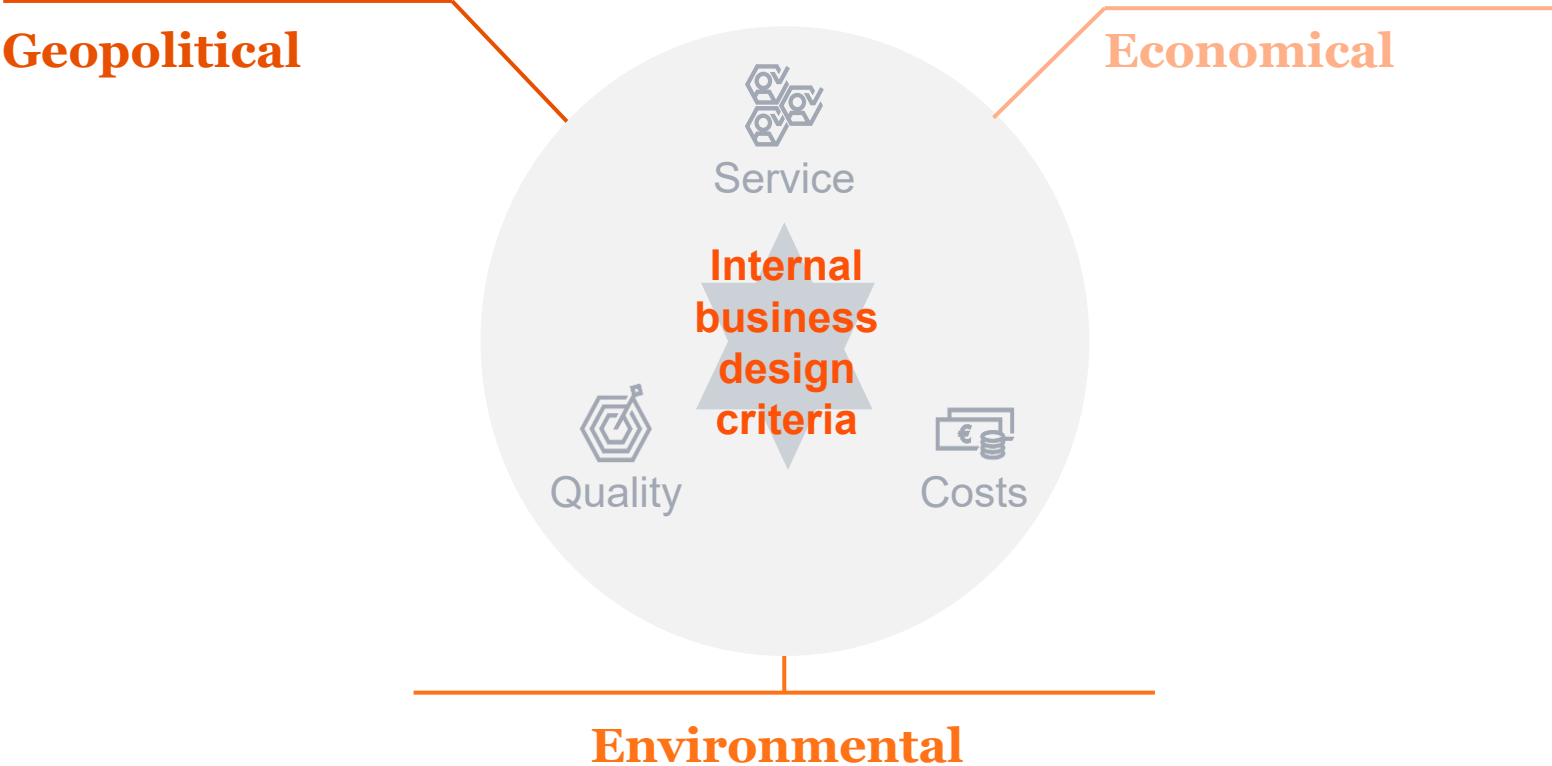 Geopolitical
Economical
Service
Internal
business
design
criteria
€
Quality
Costs
Environmental